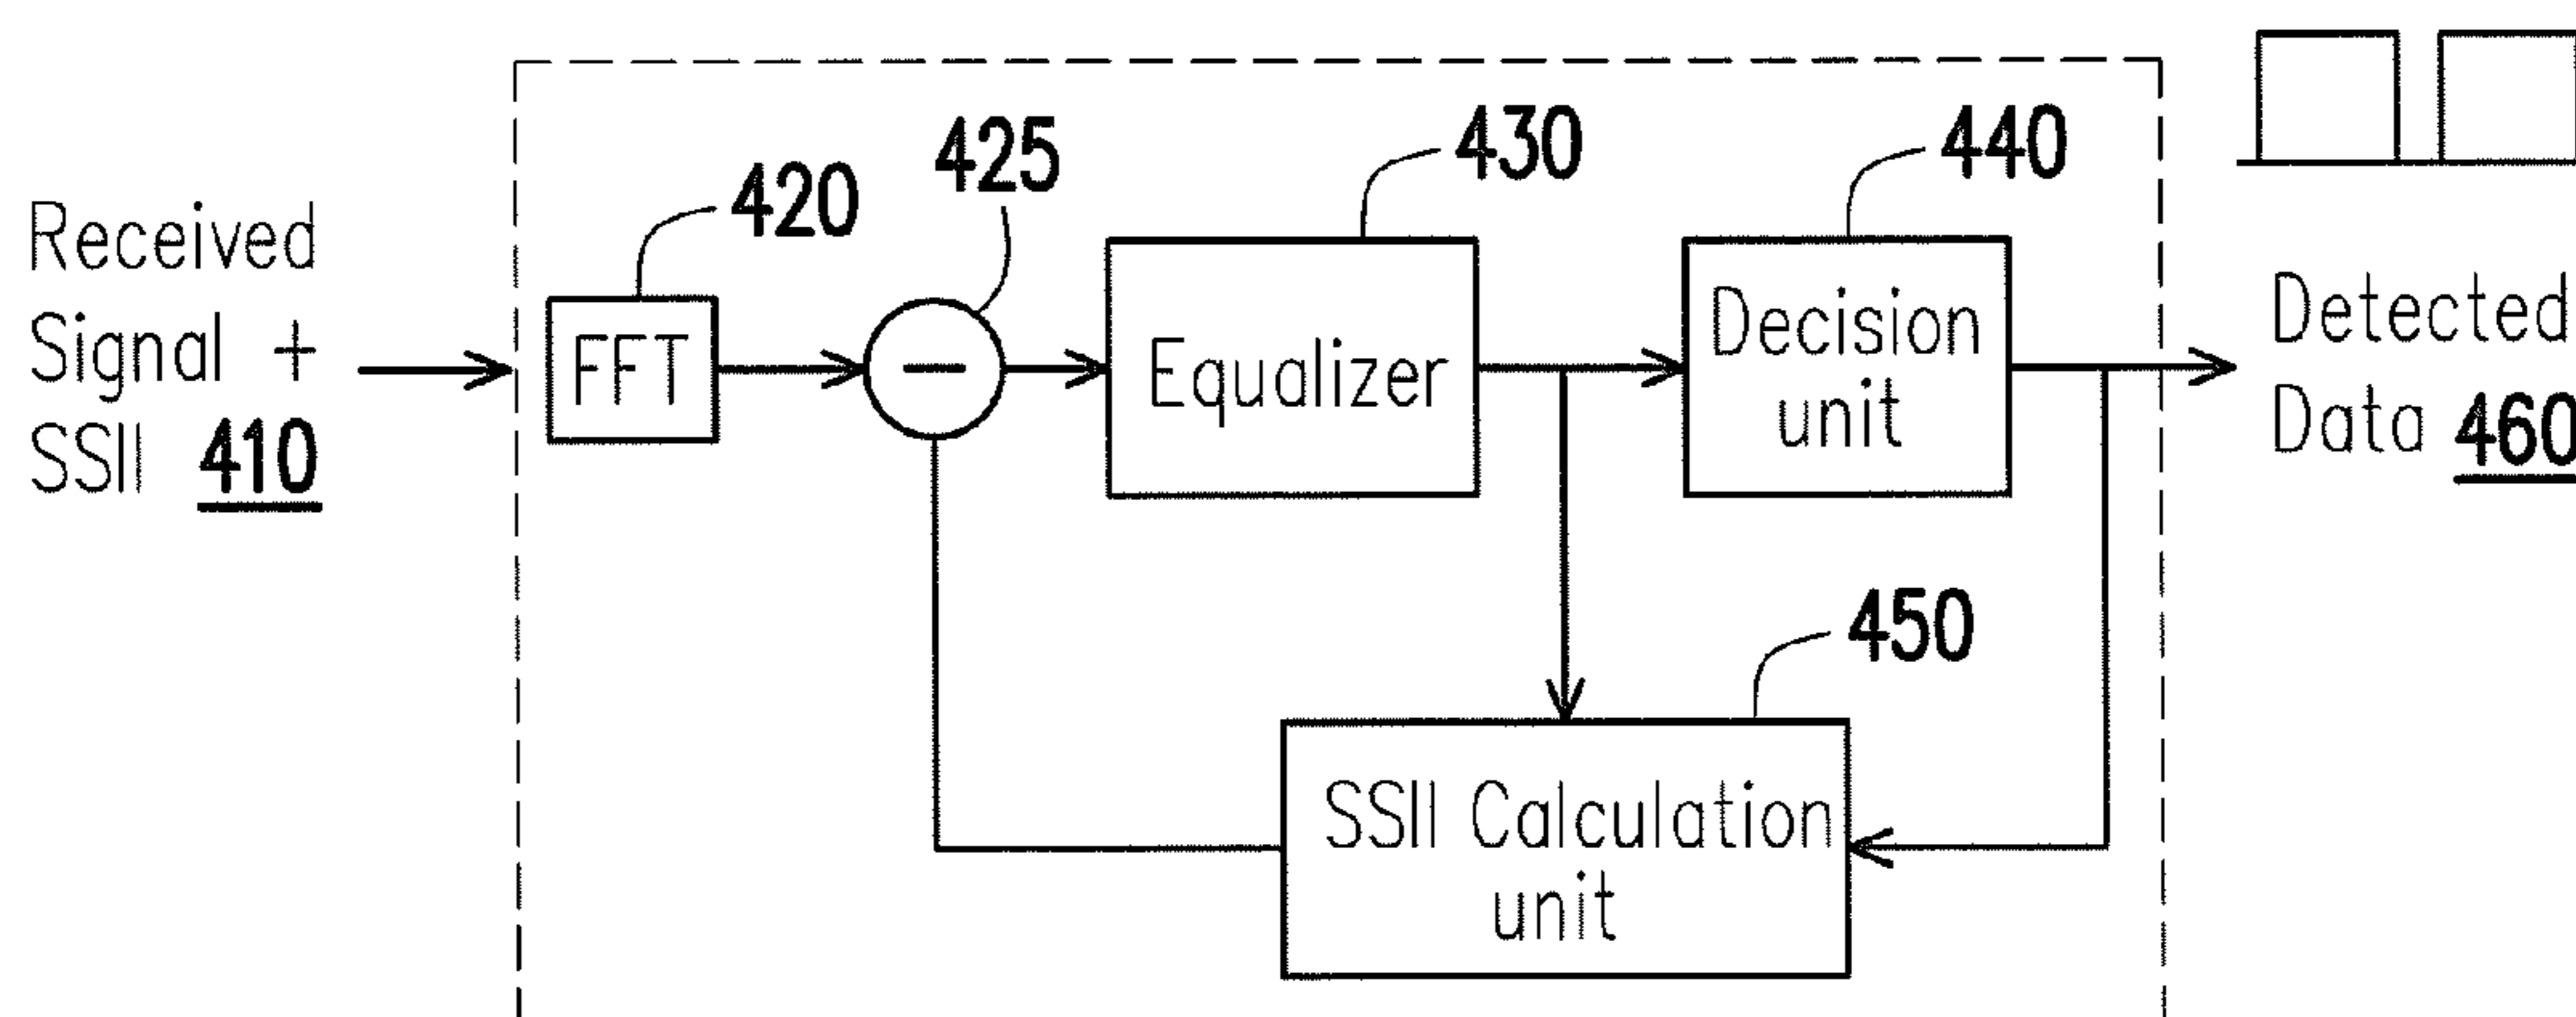 Received
Signal +
SSII 410
420
FFT
425
−
430
Equalizer
440
Decision
unit
450
SSII Calculation
unit
Detected
Data 460